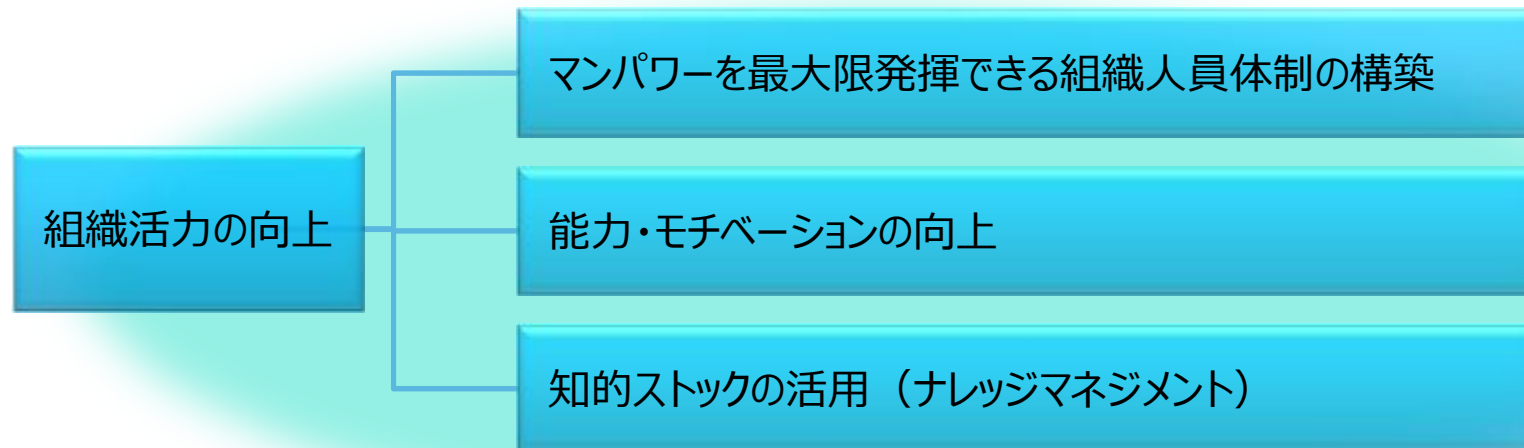 マンパワーを最大限発揮できる組織人員体制の構築
組織活力の向上
能力・モチベーションの向上
知的ストックの活用（ナレッジマネジメント）